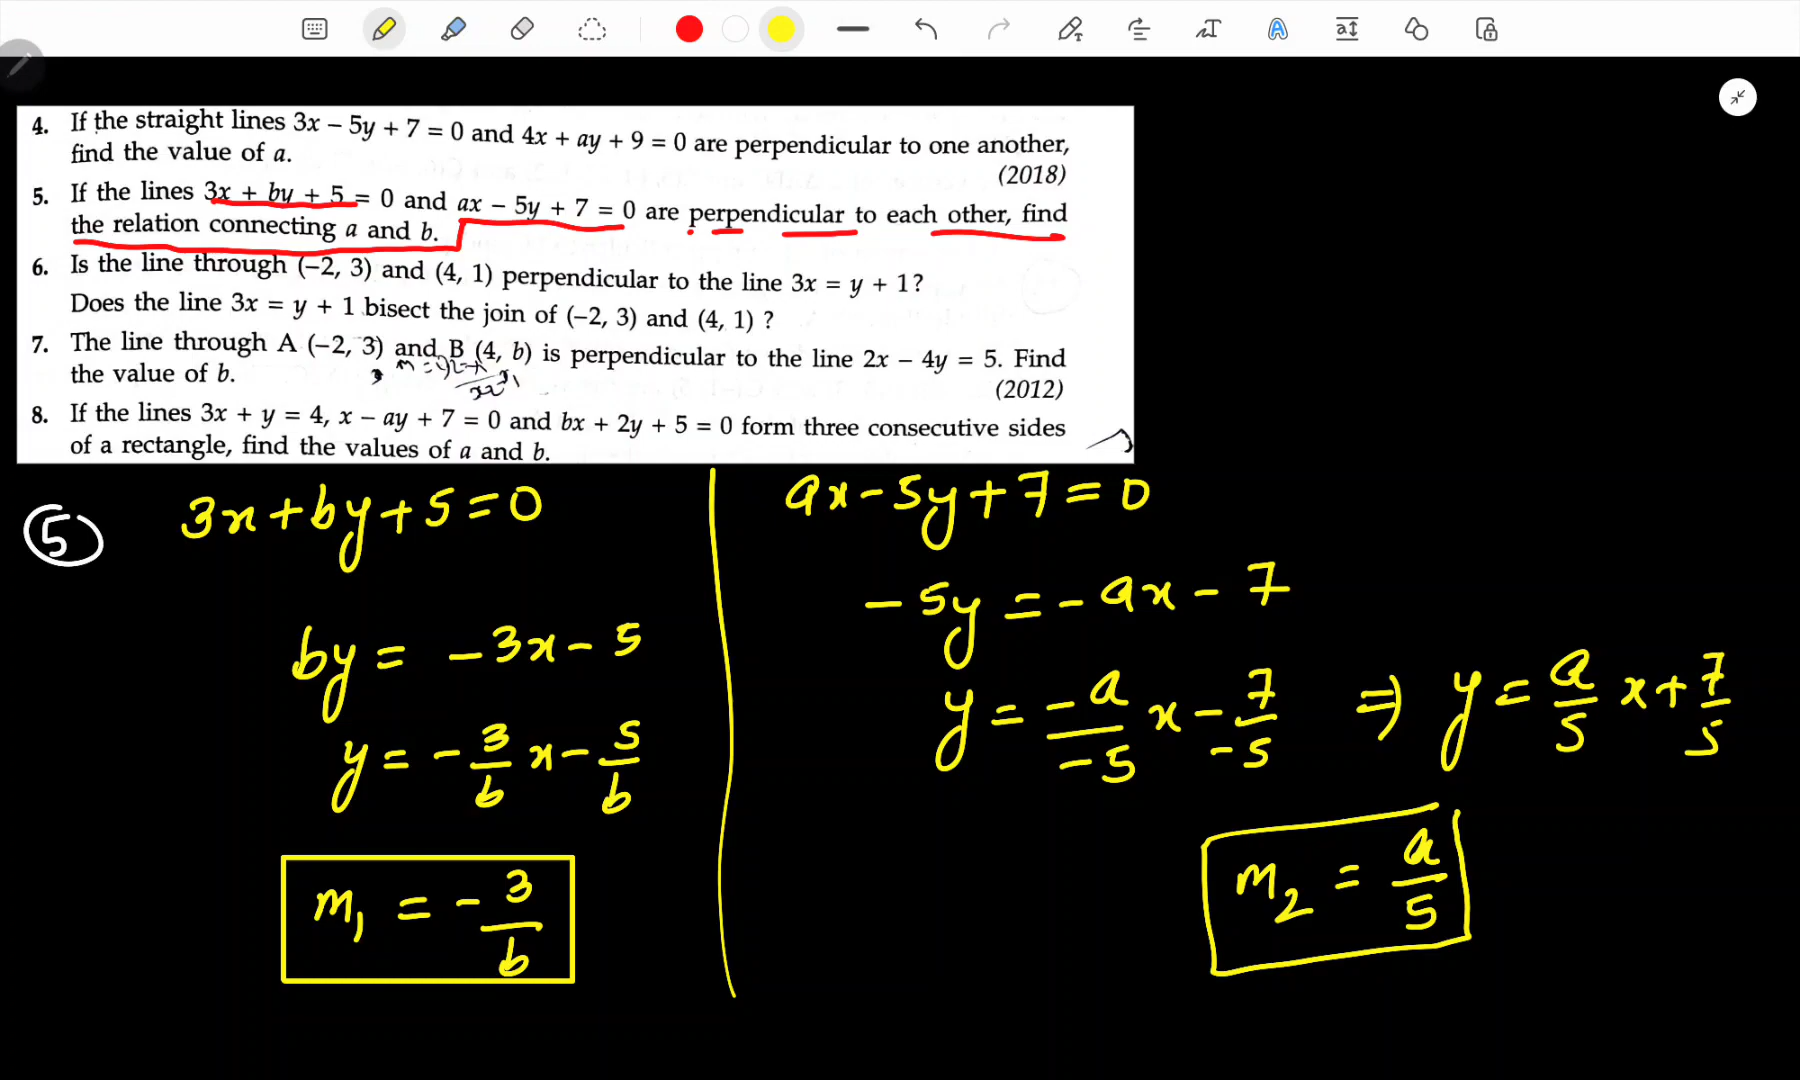 4. If the straight lines 3x − 5y + 7 = 0 and 4x + ay + 9 = 0 are perpendicular to one another,
find the value of a.
(2018)
5. If the lines 3x + by + 5 = 0 and ax − 5y + 7 = 0 are perpendicular to each other, find
the relation connecting a and b.
6. Is the line through (−2, 3) and (4, 1) perpendicular to the line 3x = y + 1?
Does the line 3x = y + 1 bisect the join of (−2, 3) and (4, 1) ?
7. The line through A (−2, 3) and B (4, b) is perpendicular to the line 2x − 4y = 5. Find
the value of b.
(2012)
8. If the lines 3x + y = 4, x − ay + 7 = 0 and bx + 2y + 5 = 0 form three consecutive sides
of a rectangle, find the values of a and b.
5
3x+by+5=0
by = -3x-5
y = -3/b x - 5/b
m₁ = -3/b
ax-5y+7=0
-5y = -ax-7
y = -a/-5 x - 7/-5 ⇒ y = a/5 x + 7/5
m₂ = a/5